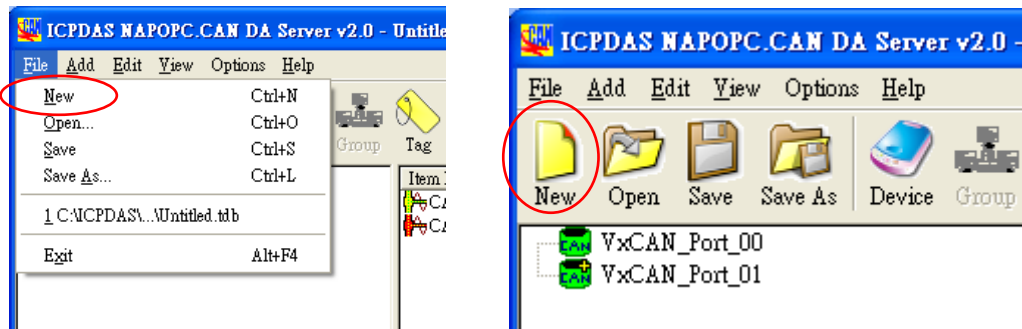 ICPDAS NAPOPC.CAN DA Server v2.0 - Untitle
File Add Edit View Options Help
New Ctrl+N
Open... Ctrl+O
Save Ctrl+S
Save As... Ctrl+L
1 C:\ICPDAS\...\Untitled.tdb
Exit Alt+F4
Group Tag
Item
ICPDAS NAPOPC.CAN DA Server v2.0 -
File Add Edit View Options Help
New Open Save Save As Device Group
VxCAN_Port_00
VxCAN_Port_01